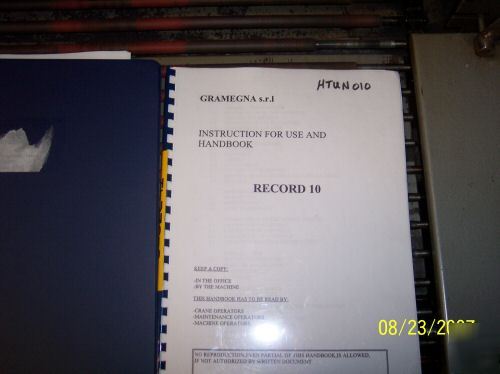 HTUN010
GRAMEGNA s.r.l
INSTRUCTION FOR USE AND
HANDBOOK
RECORD 10
KEEP A COPY:
-IN THE OFFICE
-BY THE MACHINE
THIS HANDBOOK HAS TO BE READ BY:
-CRANE OPERATORS
-MAINTENANCE OPERATORS
-MACHINE OPERATORS
NO REPRODUCTION, EVEN PARTIAL OF THIS HANDBOOK, IS ALLOWED,
IF NOT AUTHORIZED BY WRITTEN DOCUMENT
08/23/2007